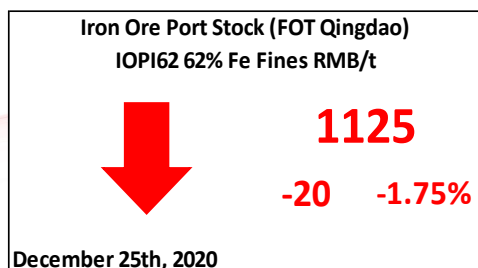 Iron Ore Port Stock (FOT Qingdao)
IOPI62 62% Fe Fines RMB/t
1125
-20 -1.75%
December 25th, 2020